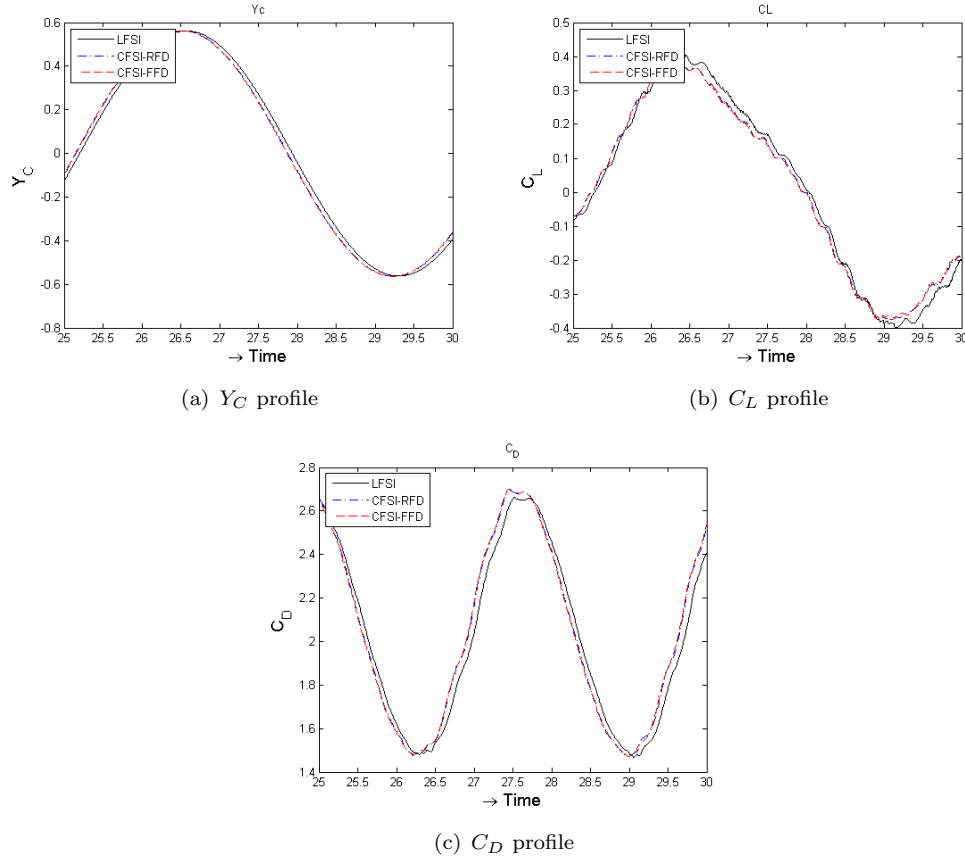 Yc
0.6
0.4
0.2
0
-0.2
-0.4
-0.6
-0.8
Y_C
LFSI
CFSI-RFD
CFSI-FFD
25 25.5 26 26.5 27 27.5 28 28.5 29 29.5 30
→ Time
(a) Y_C profile
CL
0.5
0.4
0.3
0.2
0.1
0
-0.1
-0.2
-0.3
-0.4
C_L
LFSI
CFSI-RFD
CFSI-FFD
25 25.5 26 26.5 27 27.5 28 28.5 29 29.5 30
→ Time
(b) C_L profile
C_D
2.8
2.6
2.4
2.2
2
1.8
1.6
1.4
C_D
LFSI
CFSI-RFD
CFSI-FFD
25 25.5 26 26.5 27 27.5 28 28.5 29 29.5 30
→ Time
(c) C_D profile